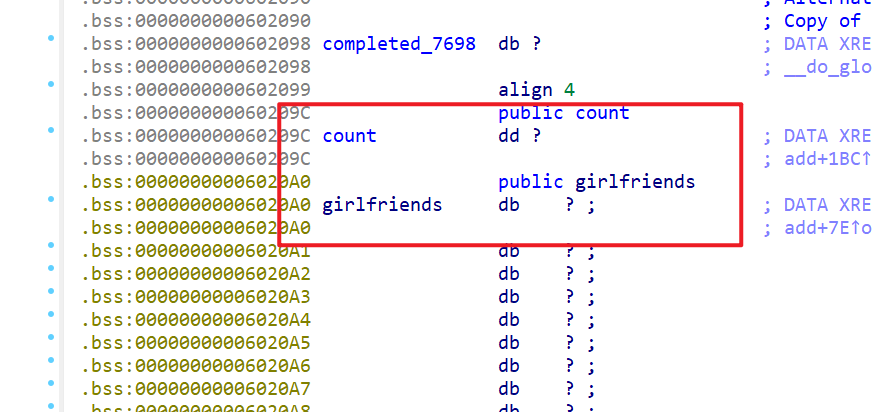 .bss:0000000000602090 ; Alternat
.bss:0000000000602090 ; Copy of
.bss:0000000000602098 completed_7698 db ? ; DATA XRE
.bss:0000000000602098 ; __do_glo
.bss:0000000000602099 align 4
.bss:000000000060209C public count
.bss:000000000060209C count dd ? ; DATA XRE
.bss:000000000060209C ; add+1BC↑
.bss:00000000006020A0 public girlfriends
.bss:00000000006020A0 girlfriends db ? ; ; DATA XRE
.bss:00000000006020A0 ; add+7E↑o
.bss:00000000006020A1 db ? ;
.bss:00000000006020A2 db ? ;
.bss:00000000006020A3 db ? ;
.bss:00000000006020A4 db ? ;
.bss:00000000006020A5 db ? ;
.bss:00000000006020A6 db ? ;
.bss:00000000006020A7 db ? ;
.bss:00000000006020A8 db ? ;